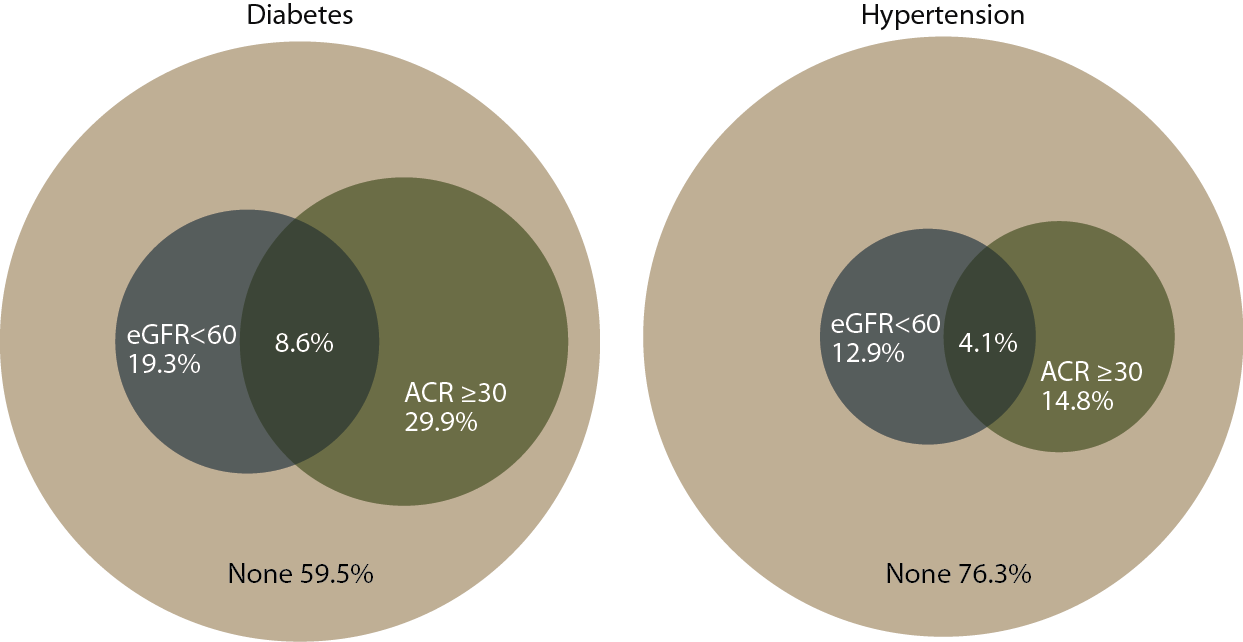 Diabetes
eGFR<60
19.3%
8.6%
ACR ≥30
29.9%
None 59.5%
Hypertension
eGFR<60
12.9%
4.1%
ACR ≥30
14.8%
None 76.3%